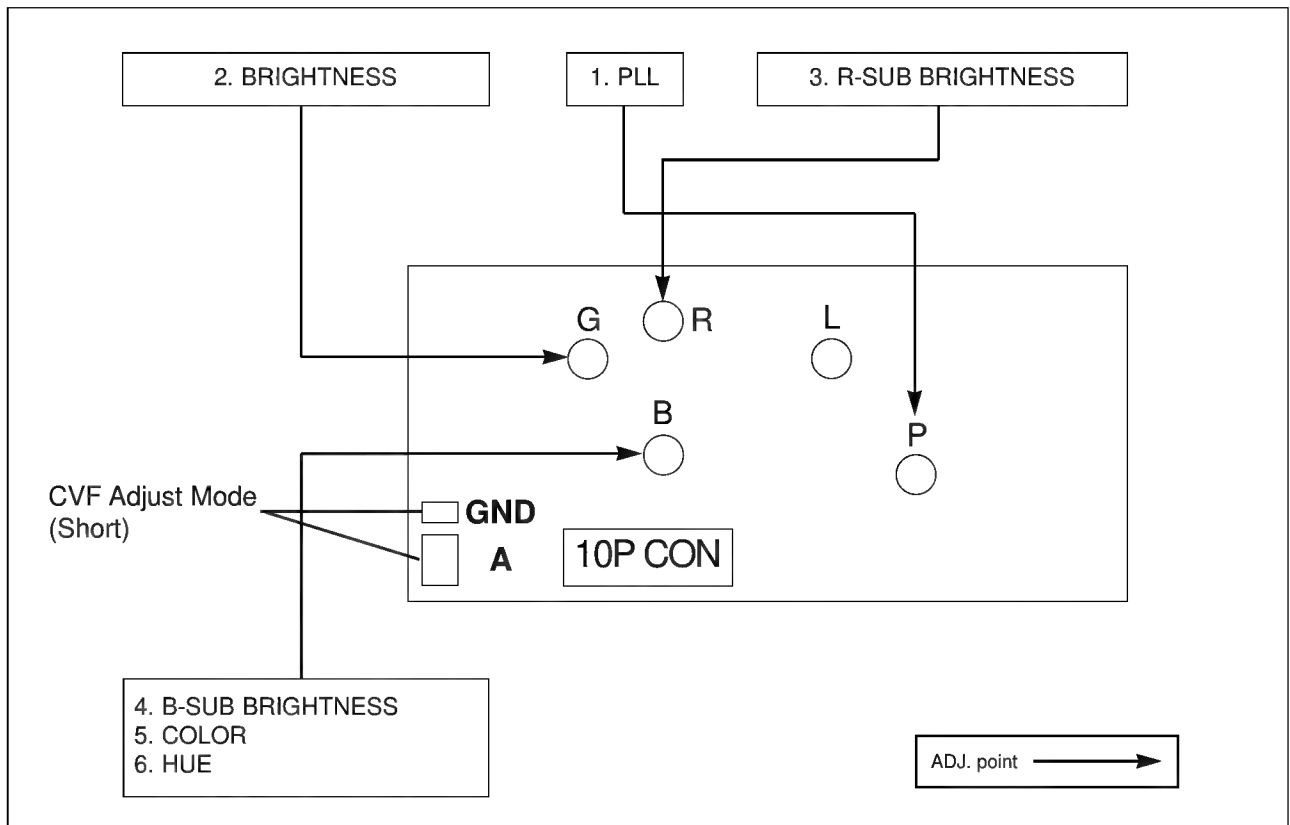 2. BRIGHTNESS
1. PLL
3. R-SUB BRIGHTNESS
G
R
L
B
P
CVF Adjust Mode
(Short)
GND
A
10P CON
4. B-SUB BRIGHTNESS
5. COLOR
6. HUE
ADJ. point